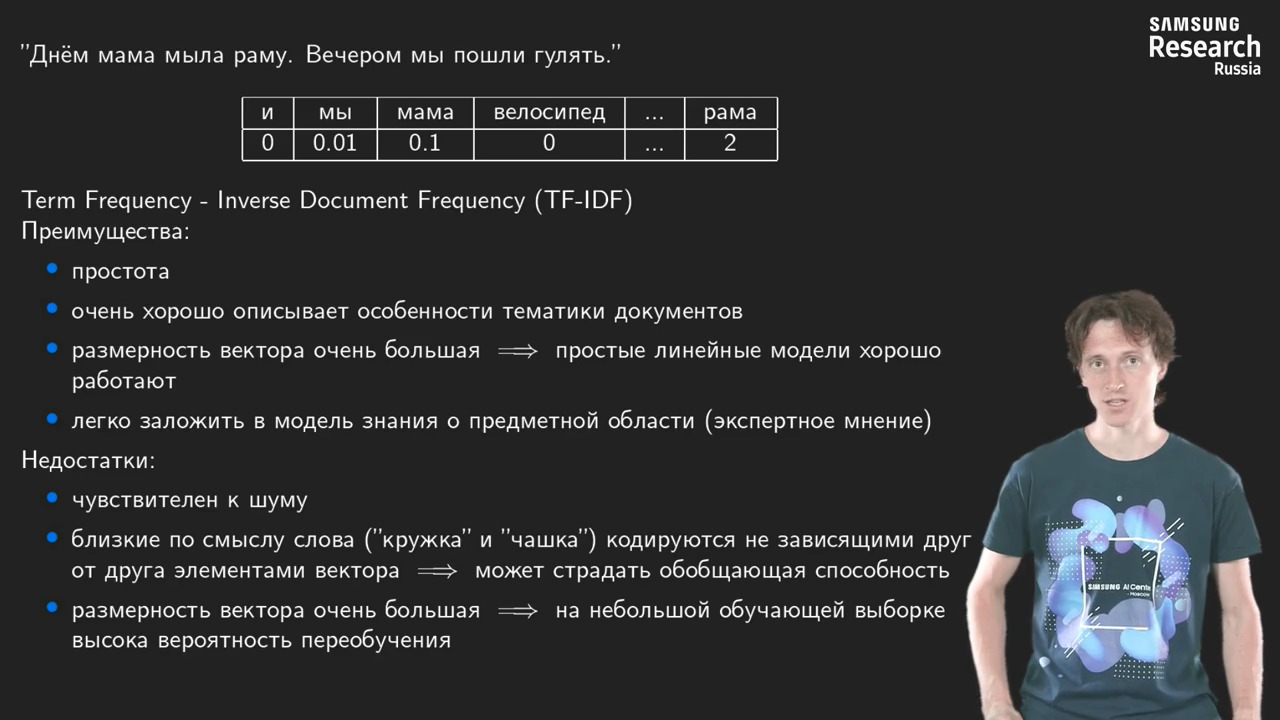 "Днём мама мыла раму. Вечером мы пошли гулять."
SAMSUNG
Research
Russia
и мы мама велосипед ... рама
0 0.01 0.1 0 ... 2
Term Frequency - Inverse Document Frequency (TF-IDF)
Преимущества:
простота
очень хорошо описывает особенности тематики документов
размерность вектора очень большая ⟹ простые линейные модели хорошо
работают
легко заложить в модель знания о предметной области (экспертное мнение)
Недостатки:
чувствителен к шуму
близкие по смыслу слова ("кружка" и "чашка") кодируются не зависящими друг
от друга элементами вектора ⟹ может страдать обобщающая способность
размерность вектора очень большая ⟹ на небольшой обучающей выборке
высока вероятность переобучения
SAMSUNG AI Center
- Moscow